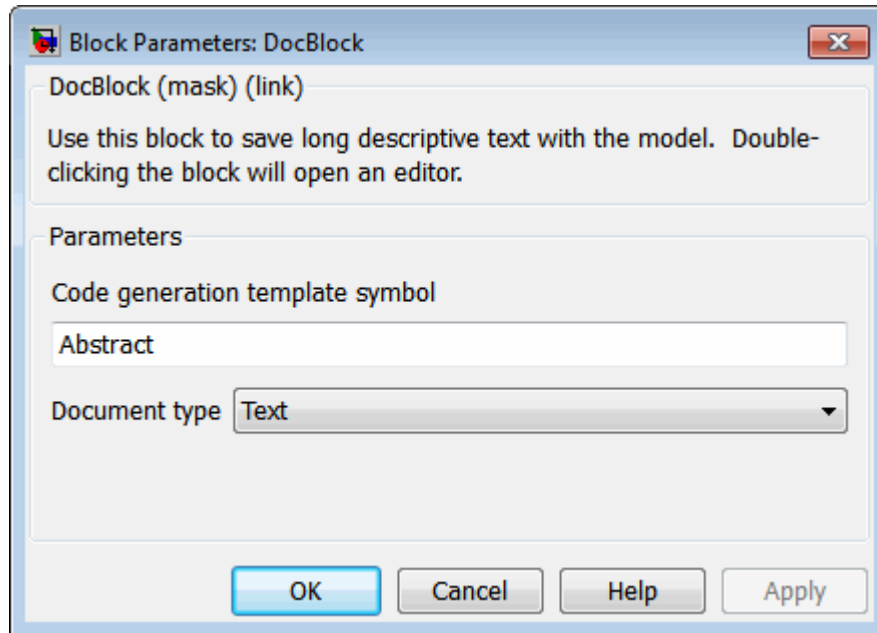 Block Parameters: DocBlock
DocBlock (mask) (link)
Use this block to save long descriptive text with the model.  Double-
clicking the block will open an editor.
Parameters
Code generation template symbol
Abstract
Document type Text
OK Cancel Help Apply